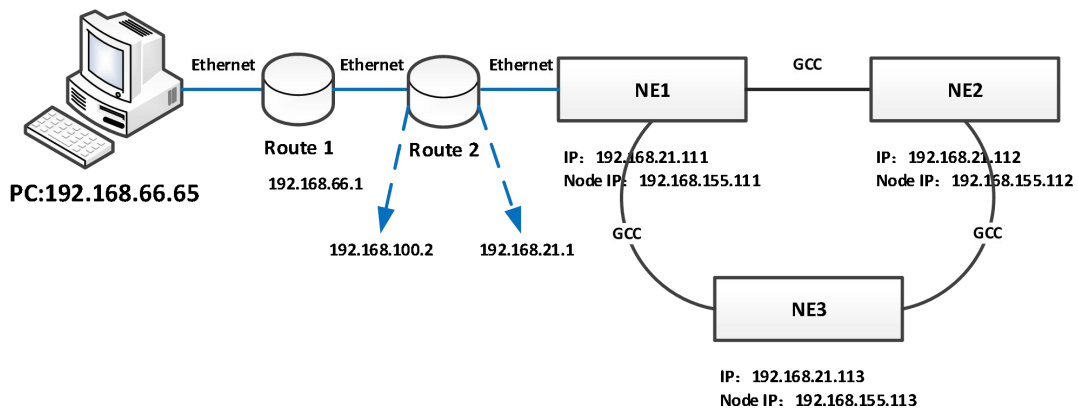 Ethernet
Ethernet
Ethernet
GCC
NE1
NE2
Route 1
Route 2
PC:192.168.66.65
192.168.66.1
IP: 192.168.21.111
Node IP: 192.168.155.111
IP: 192.168.21.112
Node IP: 192.168.155.112
192.168.100.2
192.168.21.1
GCC
GCC
NE3
IP: 192.168.21.113
Node IP: 192.168.155.113